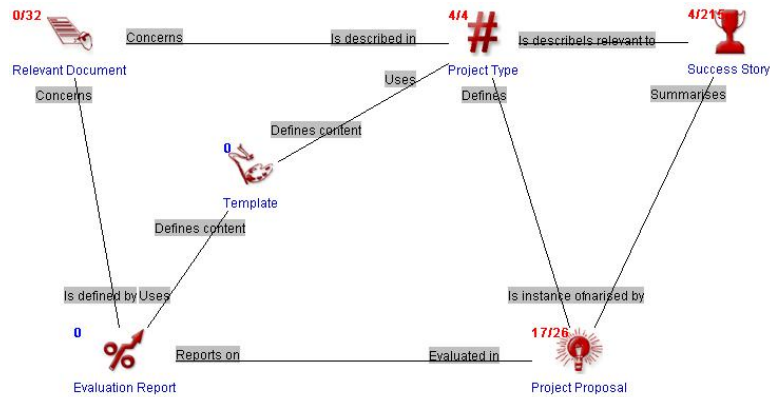 0/32
4/4
4/215
Concerns
Is described in
Is describels relevant to
Relevant Document
Project Type
Success Story
Concerns
Uses
Defines
Summarises
Defines content
0
Template
Defines content
Is defined by
Uses
Is instance ofnarised by
0
17/26
Reports on
Evaluated in
Evaluation Report
Project Proposal